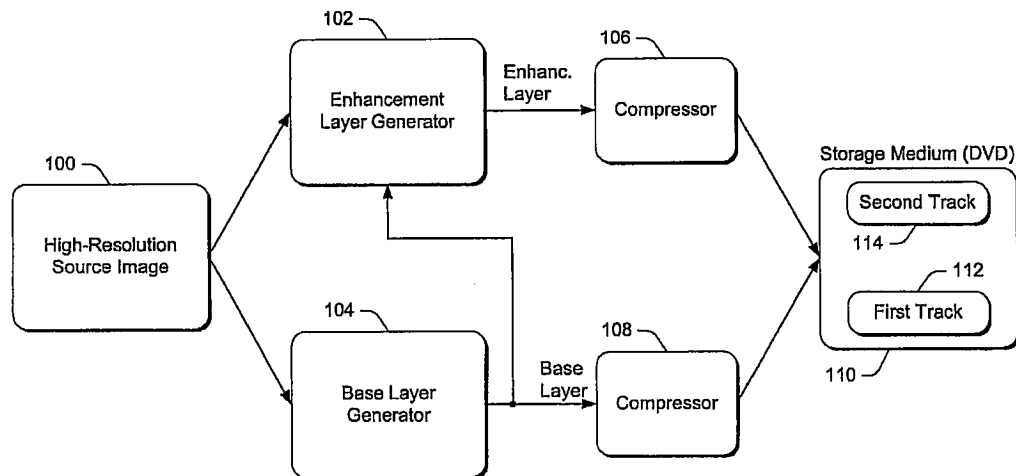 102
Enhancement
Layer Generator
Enhanc.
Layer
106
Compressor
100
High-Resolution
Source Image
Storage Medium (DVD)
Second Track
114
112
First Track
110
104
Base Layer
Generator
Base
Layer
108
Compressor